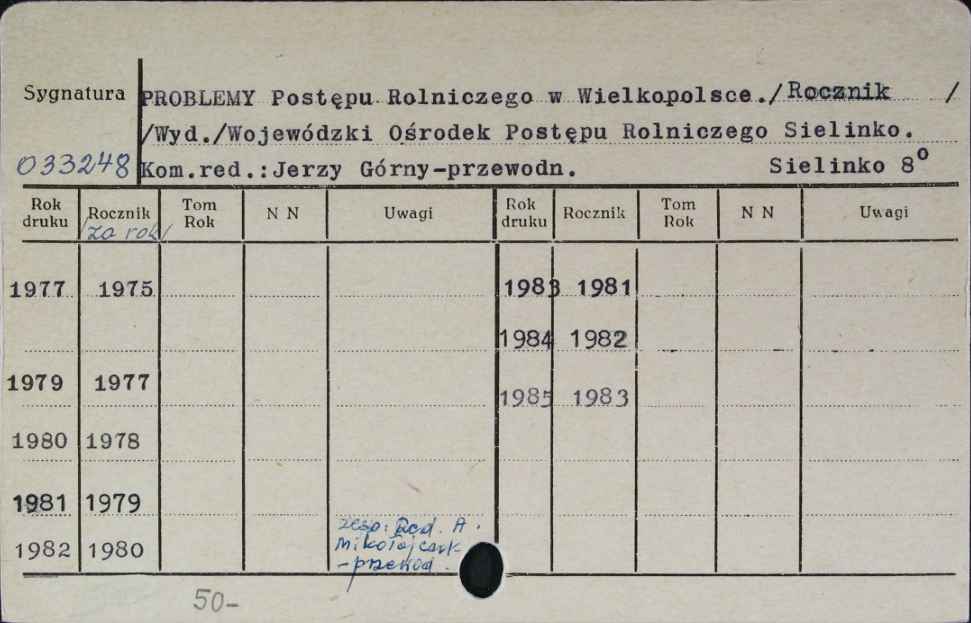 Sygnatura PROBLEMY Postępu Rolniczego w Wielkopolsce./Rocznik /
/Wyd./Wojewódzki Ośrodek Postępu Rolniczego Sielinko.
033248 Kom.red.:Jerzy Górny-przewodn. Sielinko 8°
Rok druku Rocznik /za rok/ Tom Rok N N Uwagi Rok druku Rocznik Tom Rok N N Uwagi
1977 1975 1983 1981
1984 1982
1979 1977 1985 1983
1980 1978
1981 1979
1982 1980 zesp: Red. A.
Mikołajczak
-przewod.
50-